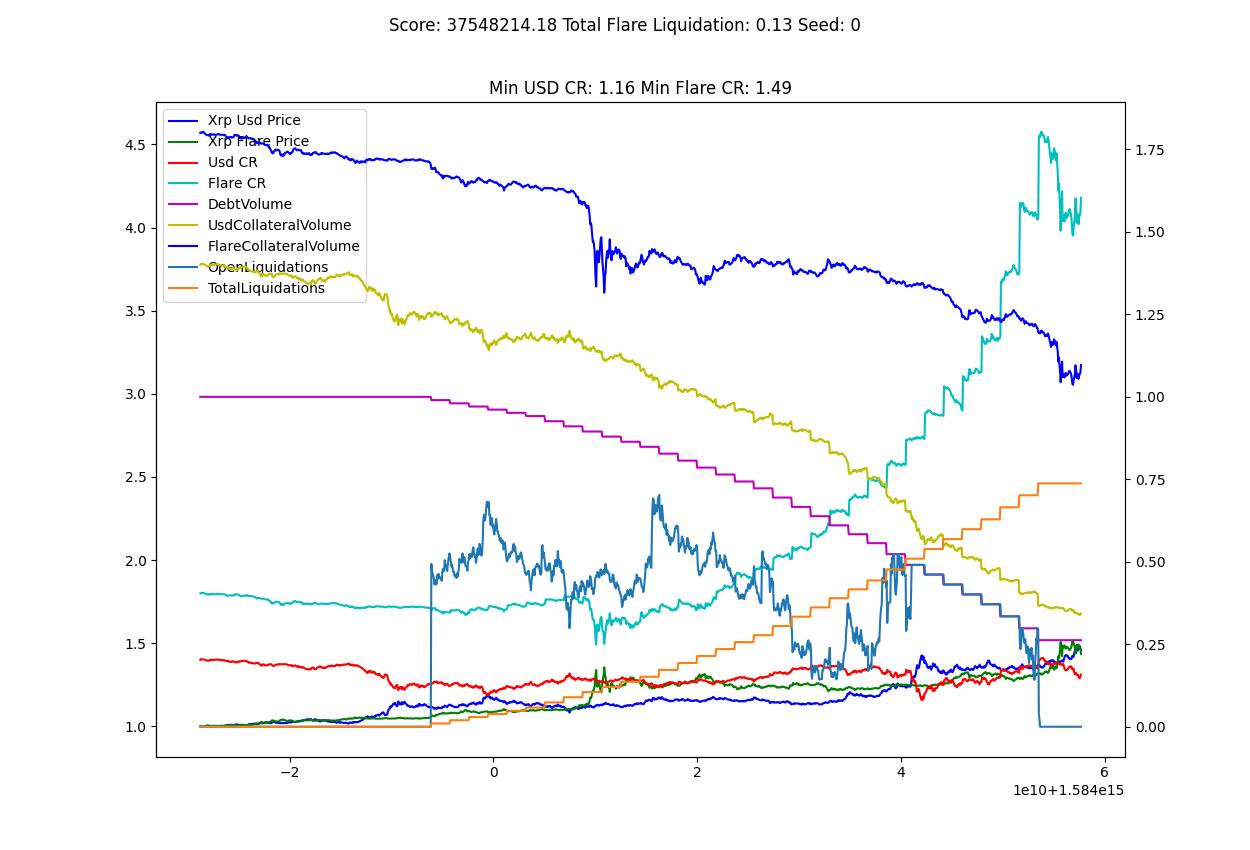 Score: 37548214.18 Total Flare Liquidation: 0.13 Seed: 0
Min USD CR: 1.16 Min Flare CR: 1.49
Xrp Usd Price
Xrp Flare Price
Usd CR
Flare CR
DebtVolume
UsdCollateralVolume
FlareCollateralVolume
OpenLiquidations
TotalLiquidations
4.5
4.0
3.5
3.0
2.5
2.0
1.5
1.0
1.75
1.50
1.25
1.00
0.75
0.50
0.25
0.00
−2 0 2 4 6
1e10+1.584e15